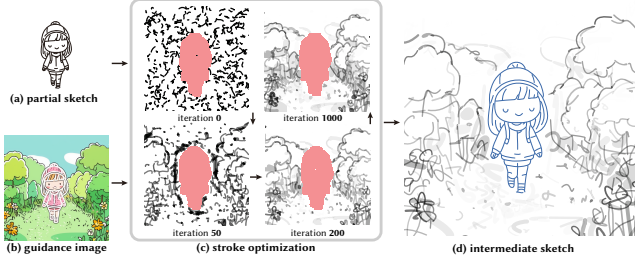 (a) partial sketch
iteration 0
iteration 1000
iteration 50
iteration 200
(b) guidance image
(c) stroke optimization
(d) intermediate sketch